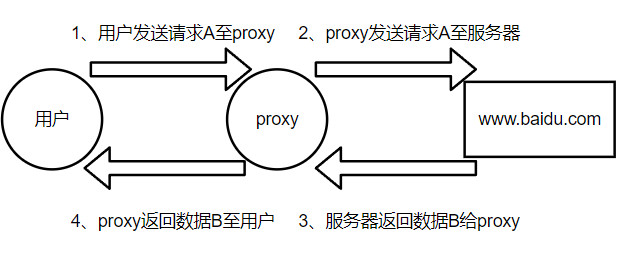 1、用户发送请求A至proxy
2、proxy发送请求A至服务器
用户
proxy
www.baidu.com
4、proxy返回数据B至用户
3、服务器返回数据B给proxy